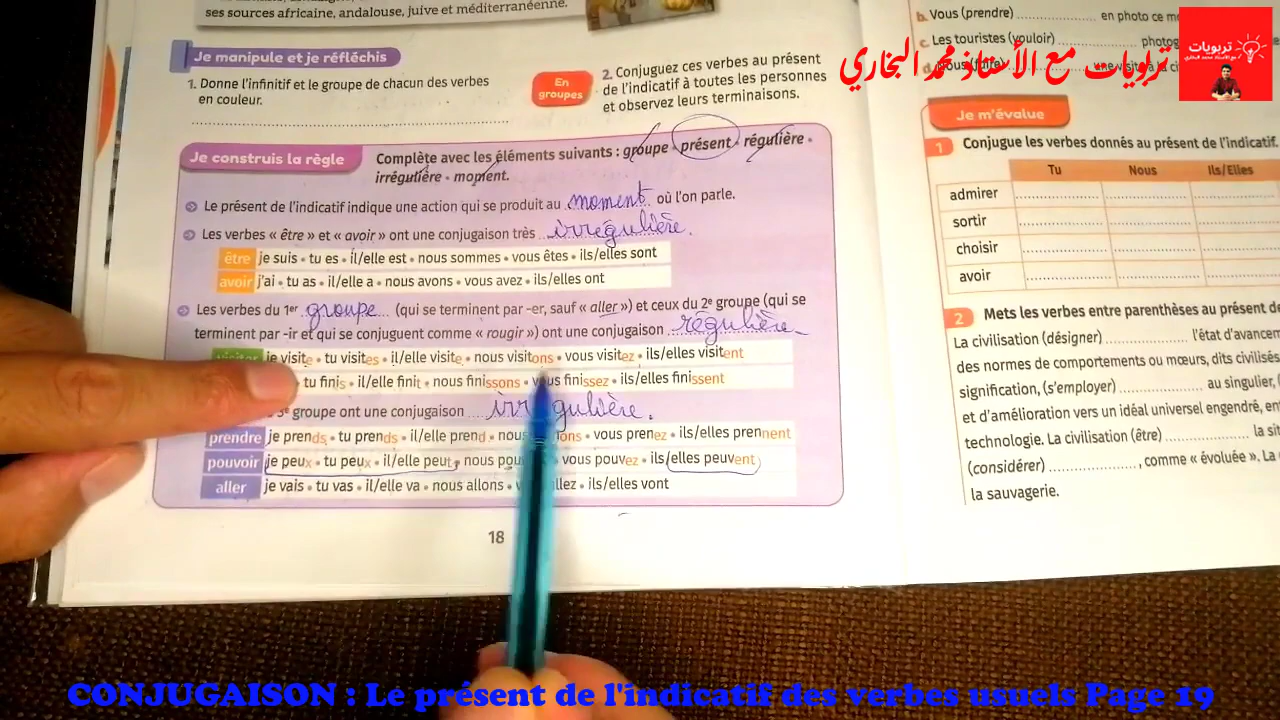 ses sources africaine, andalouse, juive et méditerranéenne.
Je manipule et je réfléchis
1. Donne l'infinitif et le groupe de chacun des verbes
en couleur.
En
groupes
2. Conjuguez ces verbes au présent
de l'indicatif à toutes les personnes
et observez leurs terminaisons.
Je construis la règle
Complète avec les éléments suivants : groupe • présent • régulière •
irrégulière • moment.
Le présent de l'indicatif indique une action qui se produit au moment où l'on parle.
Les verbes « être » et « avoir » ont une conjugaison très irrégulière.
être je suis • tu es • il/elle est • nous sommes • vous êtes • ils/elles sont
avoir j'ai • tu as • il/elle a • nous avons • vous avez • ils/elles ont
Les verbes du 1er groupe (qui se terminent par -er, sauf « aller ») et ceux du 2e groupe (qui se
terminent par -ir et qui se conjuguent comme « rougir ») ont une conjugaison régulière
visiter je visite • tu visites • il/elle visite • nous visitons • vous visitez • ils/elles visitent
• tu finis • il/elle finit • nous finissons • vous finissez • ils/elles finissent
3e groupe ont une conjugaison irrégulière.
prendre je prends • tu prends • il/elle prend • nous ons • vous prenez • ils/elles prennent
pouvoir je peux • tu peux • il/elle peut • nous pou • vous pouvez • ils/elles peuvent
aller je vais • tu vas • il/elle va • nous allons • allez • ils/elles vont
18
b. Vous (prendre) .................... en photo ce m
c. Les touristes (vouloir) .................... photog
تربويات مع الأستاذ محمد البخاري
تربويات
Je m'évalue
1 Conjugue les verbes donnés au présent de l'indicatif.
Tu Nous Ils/Elles
admirer
sortir
choisir
avoir
2 Mets les verbes entre parenthèses au présent de
La civilisation (désigner) .................... l'état d'avancem
des normes de comportements ou mœurs, dits civilisés,
signification, (s'employer) .................... au singulier,
et d'amélioration vers un idéal universel engendré, en
technologie. La civilisation (être) .................... la sit
(considérer) ...................., comme « évoluée ». La
la sauvagerie.
CONJUGAISON : Le présent de l'indicatif des verbes usuels Page 19